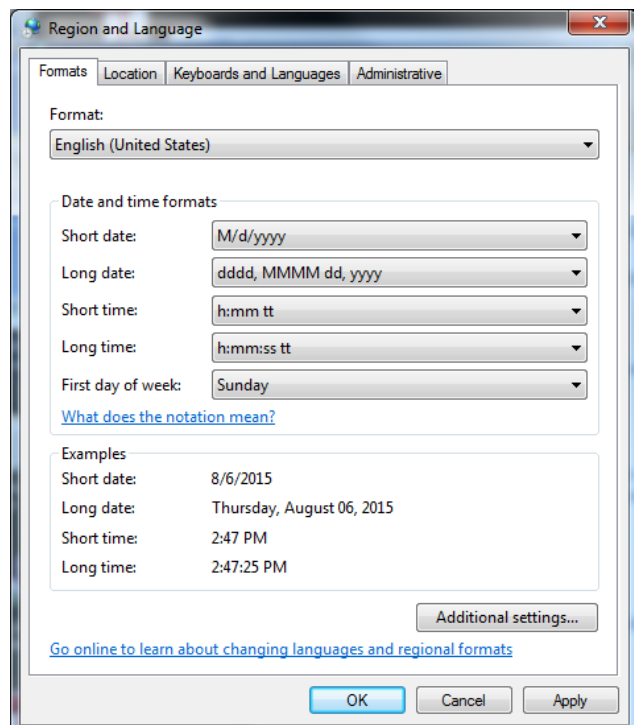 Region and Language
Formats Location Keyboards and Languages Administrative
Format:
English (United States)
Date and time formats
Short date: M/d/yyyy
Long date: dddd, MMMM dd, yyyy
Short time: h:mm tt
Long time: h:mm:ss tt
First day of week: Sunday
What does the notation mean?
Examples
Short date: 8/6/2015
Long date: Thursday, August 06, 2015
Short time: 2:47 PM
Long time: 2:47:25 PM
Additional settings...
Go online to learn about changing languages and regional formats
OK Cancel Apply